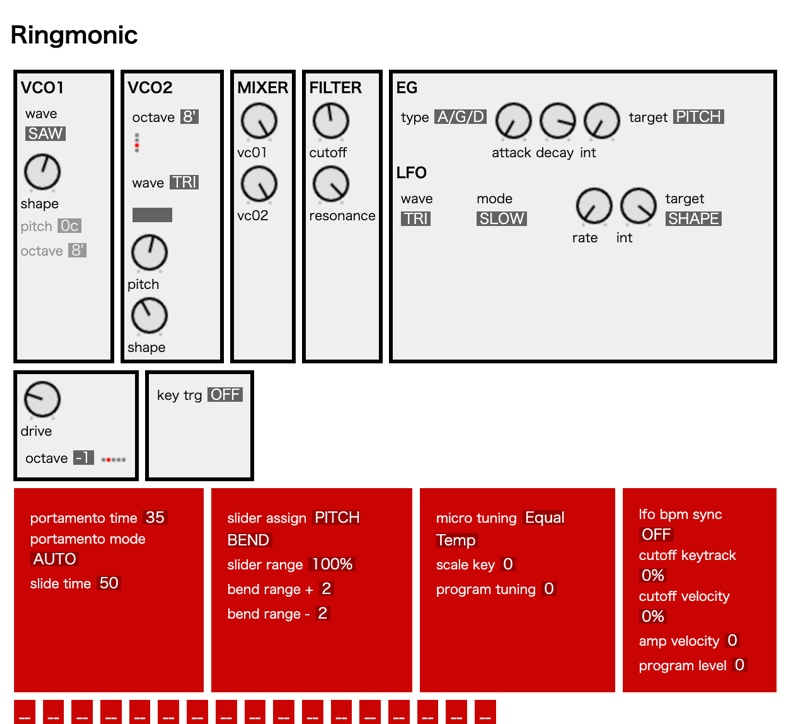 Ringmonic
VCO1
wave
SAW
shape
pitch 0c
octave 8'
VCO2
octave 8'
wave TRI
pitch
shape
MIXER
vc01
vc02
FILTER
cutoff
resonance
EG
type A/G/D
attack decay int
target PITCH
LFO
wave
TRI
mode
SLOW
rate int
target
SHAPE
drive
octave -1
key trg OFF
portamento time 35
portamento mode
AUTO
slide time 50
slider assign PITCH
BEND
slider range 100%
bend range + 2
bend range - 2
micro tuning Equal
Temp
scale key 0
program tuning 0
lfo bpm sync
OFF
cutoff keytrack
0%
cutoff velocity
0%
amp velocity 0
program level 0
-- -- -- -- -- -- -- -- -- -- -- -- -- -- -- -- --